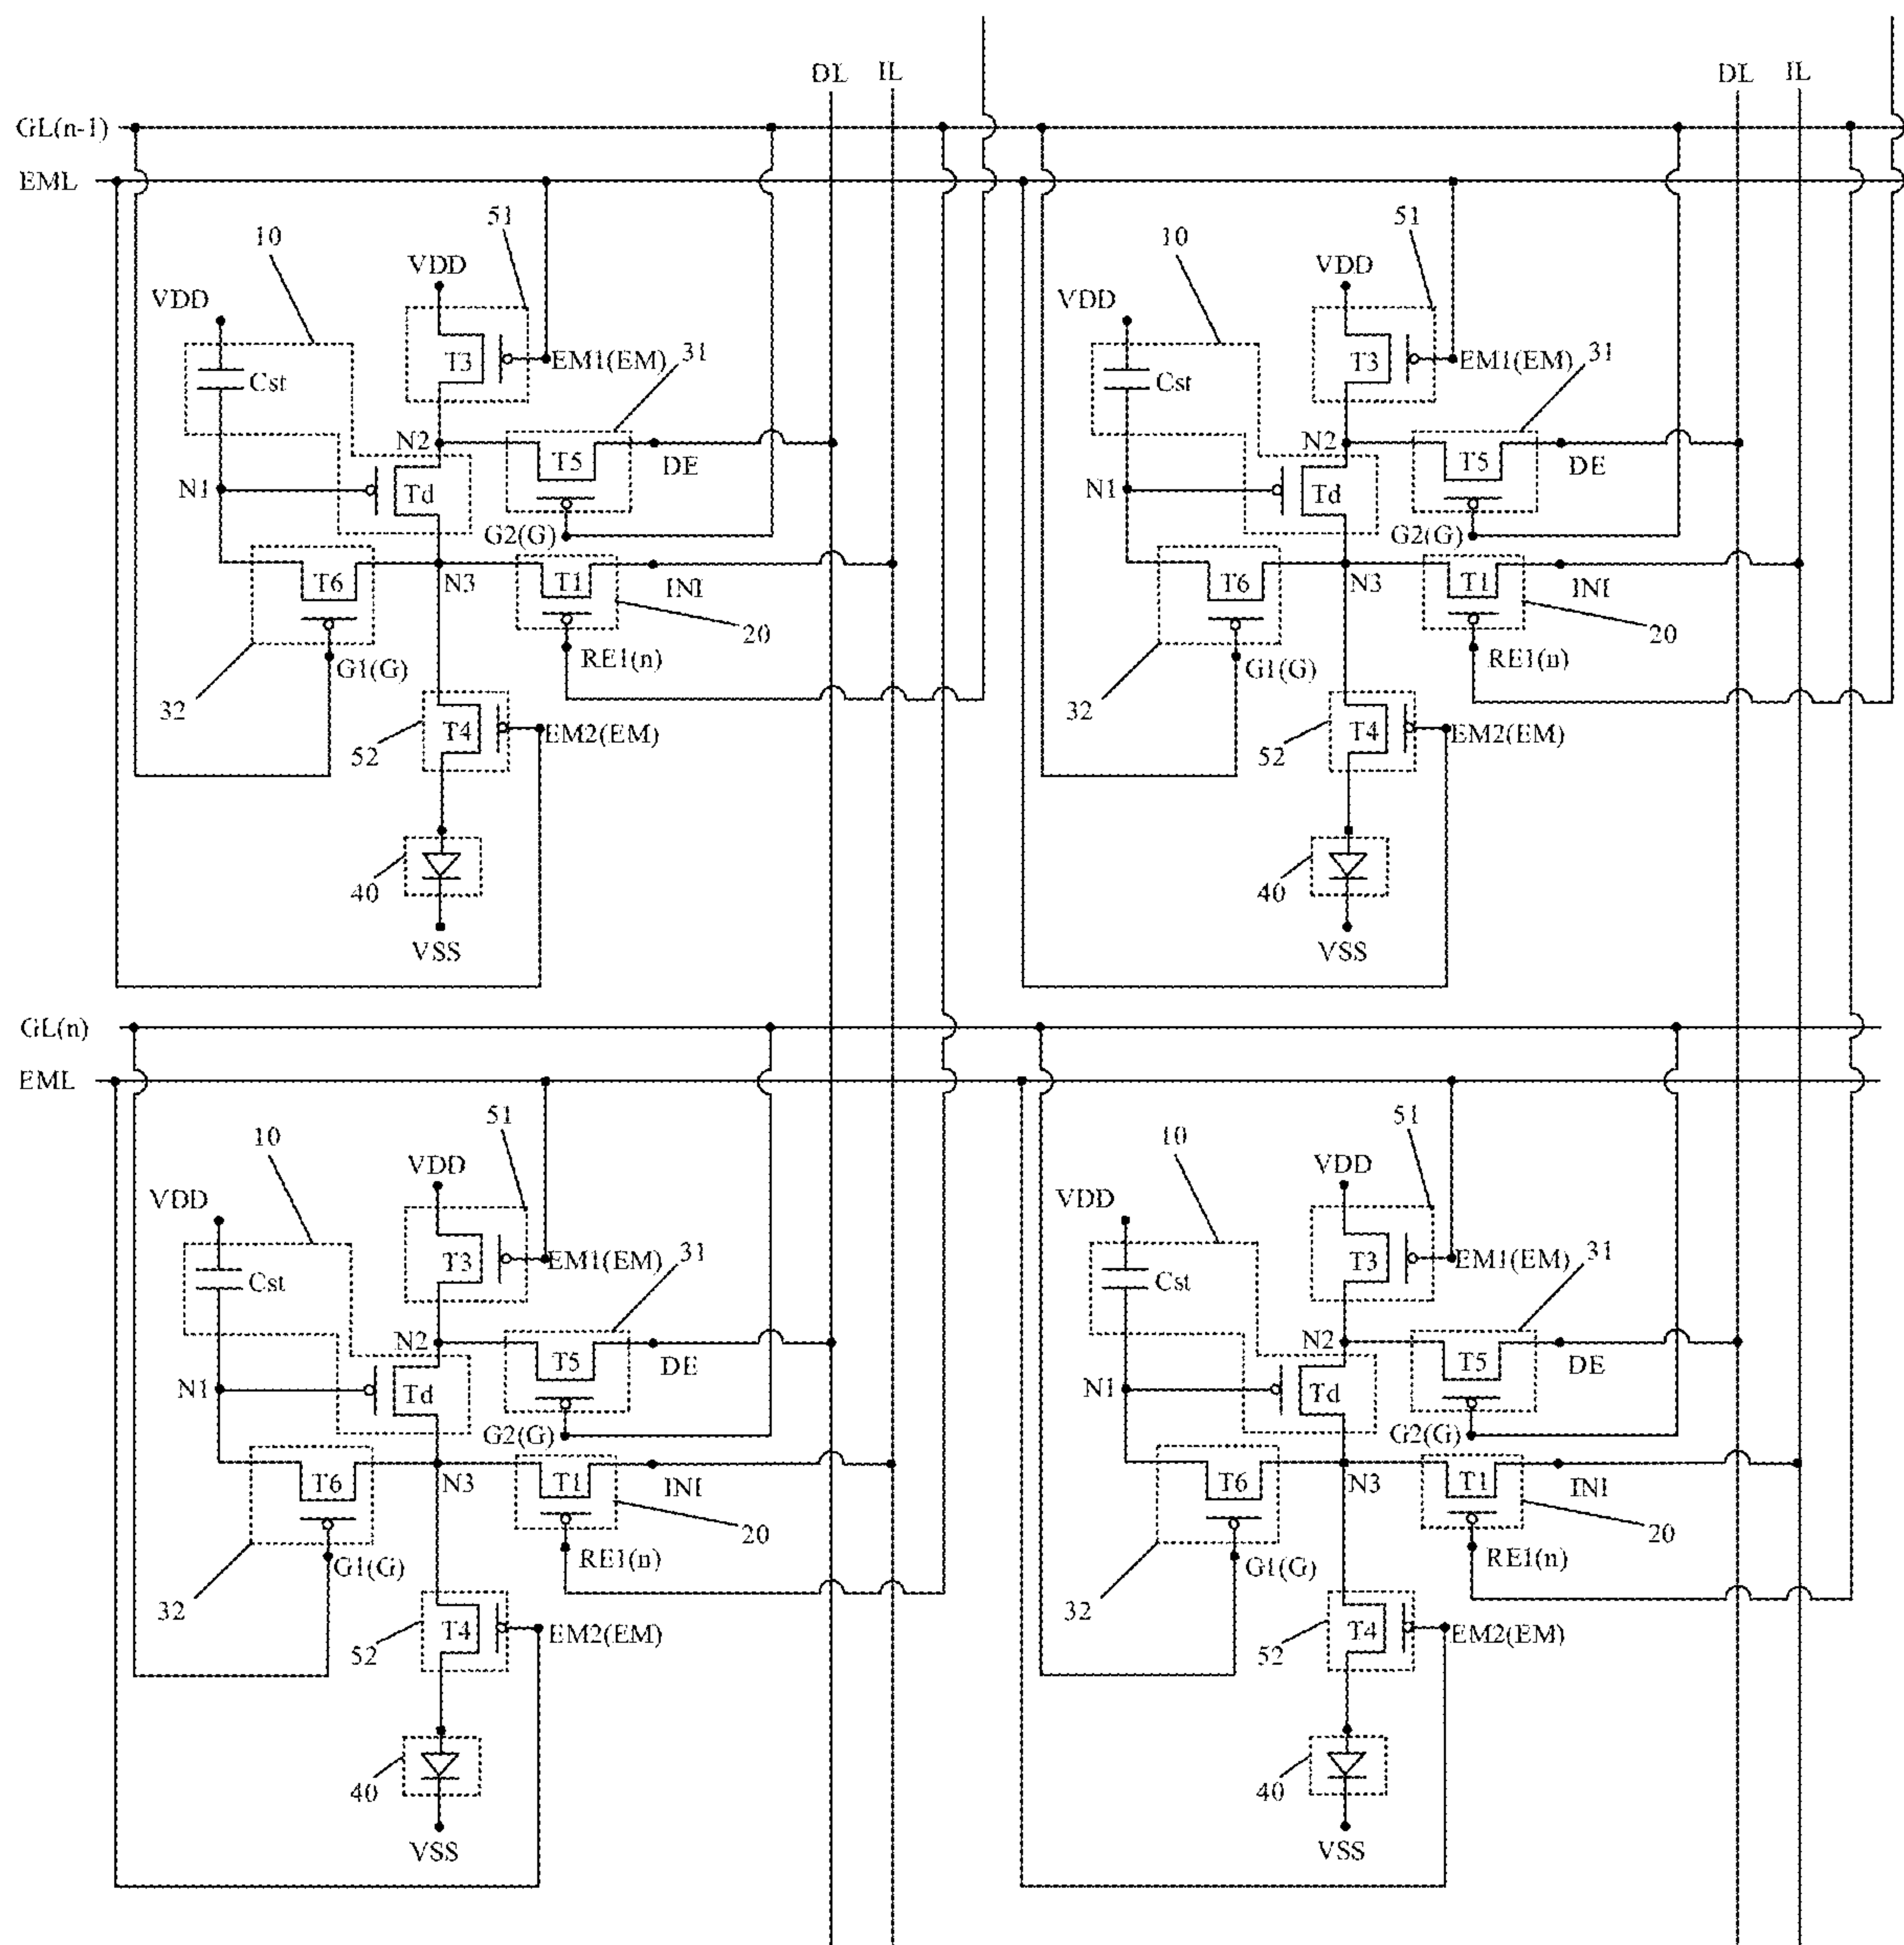 DL IL DL IL
GL(n-1)
EML
51 51
10 10
VDD VDD
VDD VDD
T3 EM1(EM) 31 T3 EM1(EM) 31
Cst Cst
N2 N2
T5 DE T5 DE
N1 Td N1 Td
G2(G) G2(G)
T6 N3 T1 INI T6 N3 T1 INI
20 20
RE1(n) RE1(n)
G1(G) G1(G)
32 32
T4 EM2(EM) T4 EM2(EM)
52 52
40 40
VSS VSS
GL(n)
EML
51 51
10 10
VDD VDD
VDD VDD
T3 EM1(EM) 31 T3 EM1(EM) 31
Cst Cst
N2 N2
T5 DE T5 DE
N1 Td N1 Td
G2(G) G2(G)
T6 N3 T1 INI T6 N3 T1 INI
20 20
RE1(n) RE1(n)
G1(G) G1(G)
32 32
T4 EM2(EM) T4 EM2(EM)
52 52
40 40
VSS VSS